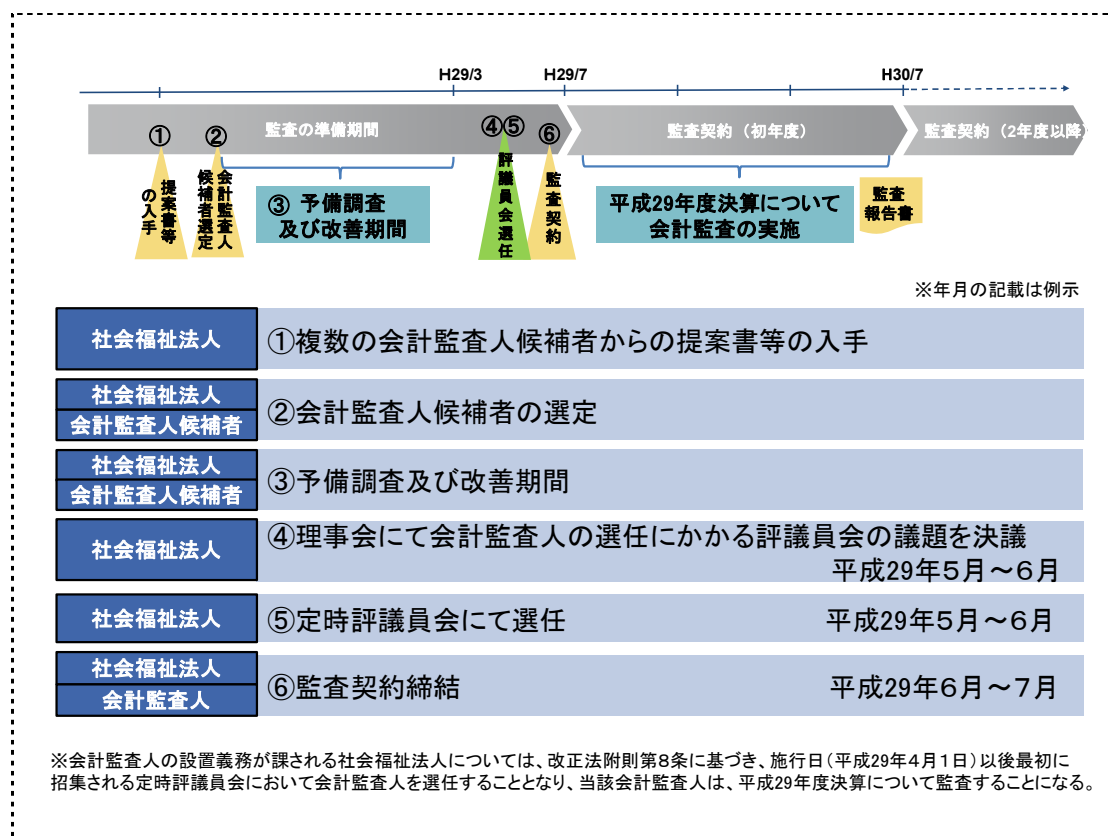 H29/3
H29/7
H30/7
監査の準備期間
監査契約（初年度）
監査契約（2年度以降）
①
②
④⑤
⑥
提案書等
の入手
会計監査人
候補者選定
③ 予備調査
及び改善期間
評議員会選任
監査契約
平成29年度決算について
会計監査の実施
監査
報告書
※年月の記載は例示
社会福祉法人
①複数の会計監査人候補者からの提案書等の入手
社会福祉法人
会計監査人候補者
②会計監査人候補者の選定
社会福祉法人
会計監査人候補者
③予備調査及び改善期間
社会福祉法人
④理事会にて会計監査人の選任にかかる評議員会の議題を決議
平成29年５月～６月
社会福祉法人
⑤定時評議員会にて選任 平成29年５月～６月
社会福祉法人
会計監査人
⑥監査契約締結 平成29年６月～７月
※会計監査人の設置義務が課される社会福祉法人については、改正法附則第８条に基づき、施行日（平成29年４月１日）以後最初に
招集される定時評議員会において会計監査人を選任することとなり、当該会計監査人は、平成29年度決算について監査することになる。